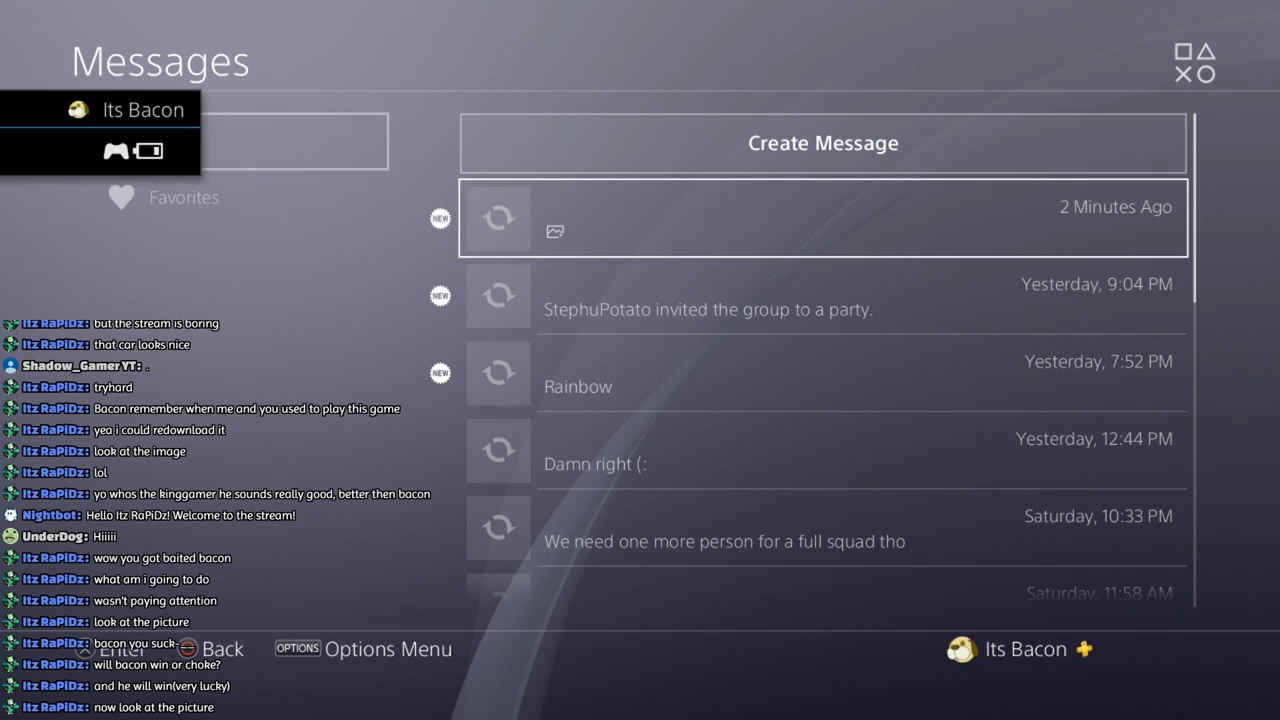 Messages
Its Bacon
Favorites
Create Message
NEW
2 Minutes Ago
NEW
Yesterday, 9:04 PM
StephuPotato invited the group to a party.
NEW
Yesterday, 7:52 PM
Rainbow
Yesterday, 12:44 PM
Damn right (:
Saturday, 10:33 PM
We need one more person for a full squad tho
Saturday, 11:58 AM
Itz RaPiDz: but the stream is boring
Itz RaPiDz: that car looks nice
Shadow_GamerYT: .
Itz RaPiDz: tryhard
Itz RaPiDz: Bacon remember when me and you used to play this game
Itz RaPiDz: yea i could redownload it
Itz RaPiDz: look at the image
Itz RaPiDz: lol
Itz RaPiDz: yo whos the kinggamer he sounds really good, better then bacon
Nightbot: Hello Itz RaPiDz! Welcome to the stream!
UnderDog: Hiiiii
Itz RaPiDz: wow you got baited bacon
Itz RaPiDz: what am i going to do
Itz RaPiDz: wasn't paying attention
Itz RaPiDz: look at the picture
Itz RaPiDz: bacon you suck
Itz RaPiDz: will bacon win or choke?
Itz RaPiDz: and he will win(very lucky)
Itz RaPiDz: now look at the picture
Enter Back OPTIONS Options Menu Its Bacon